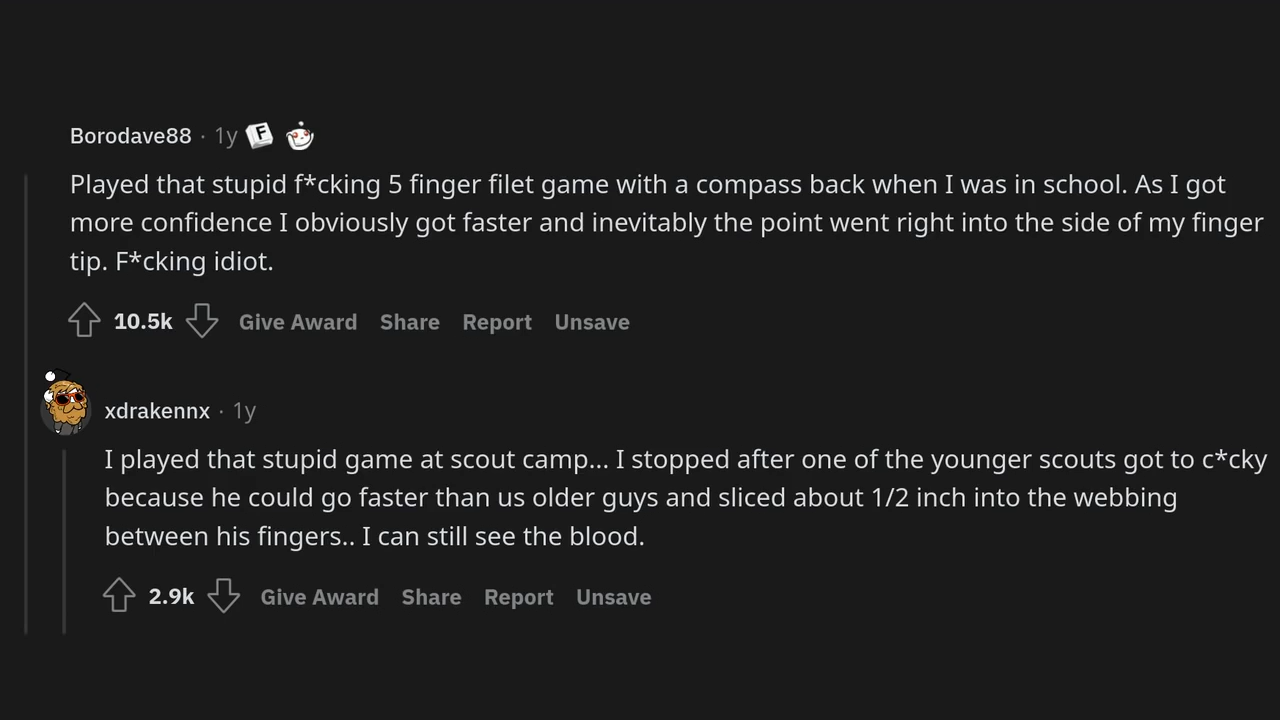 Borodave88 · 1y F
Played that stupid f*cking 5 finger filet game with a compass back when I was in school. As I got
more confidence I obviously got faster and inevitably the point went right into the side of my finger
tip. F*cking idiot.
10.5k Give Award Share Report Unsave
xdrakennx · 1y
I played that stupid game at scout camp... I stopped after one of the younger scouts got to c*cky
because he could go faster than us older guys and sliced about 1/2 inch into the webbing
between his fingers.. I can still see the blood.
2.9k Give Award Share Report Unsave